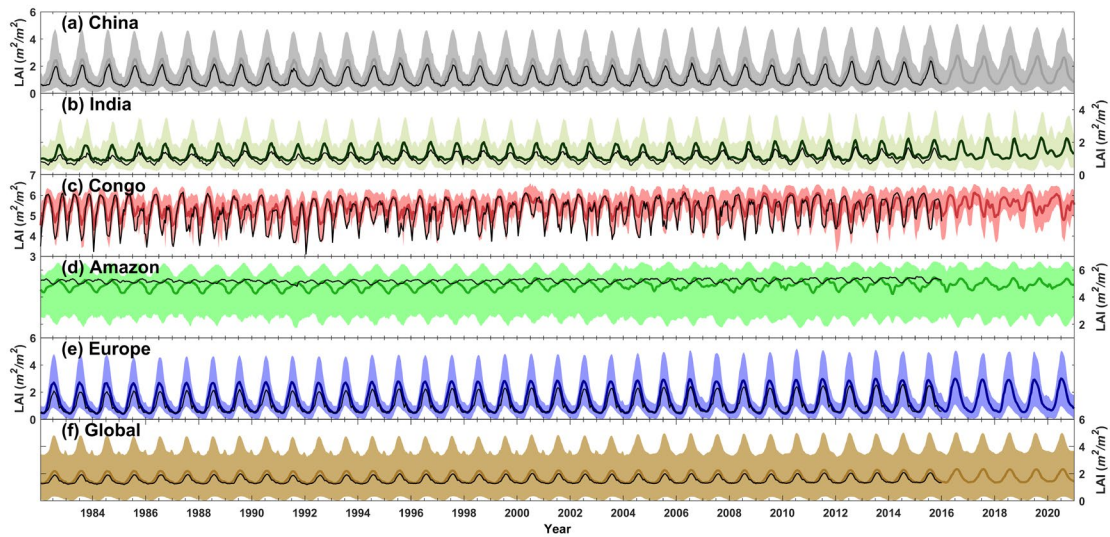 (a) China
6
4
2
0
LAI (m²/m²)
(b) India
4
2
0
LAI (m²/m²)
(c) Congo
7
6
5
4
3
LAI (m²/m²)
(d) Amazon
6
4
2
LAI (m²/m²)
(e) Europe
6
4
2
0
LAI (m²/m²)
(f) Global
6
4
2
0
LAI (m²/m²)
1984 1986 1988 1990 1992 1994 1996 1998 2000 2002 2004 2006 2008 2010 2012 2014 2016 2018 2020
Year